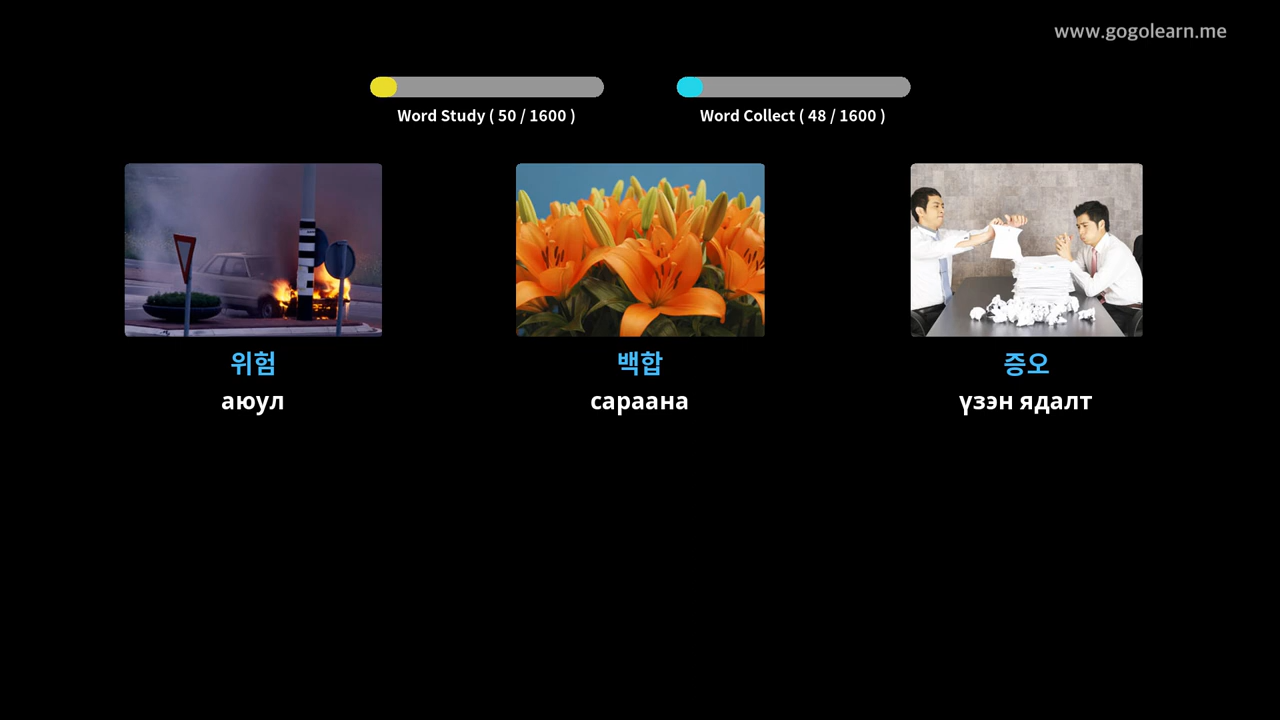 www.gogolearn.me
Word Study ( 50 / 1600 )
Word Collect ( 48 / 1600 )
위험
백합
증오
аюул
сараана
үзэн ядалт